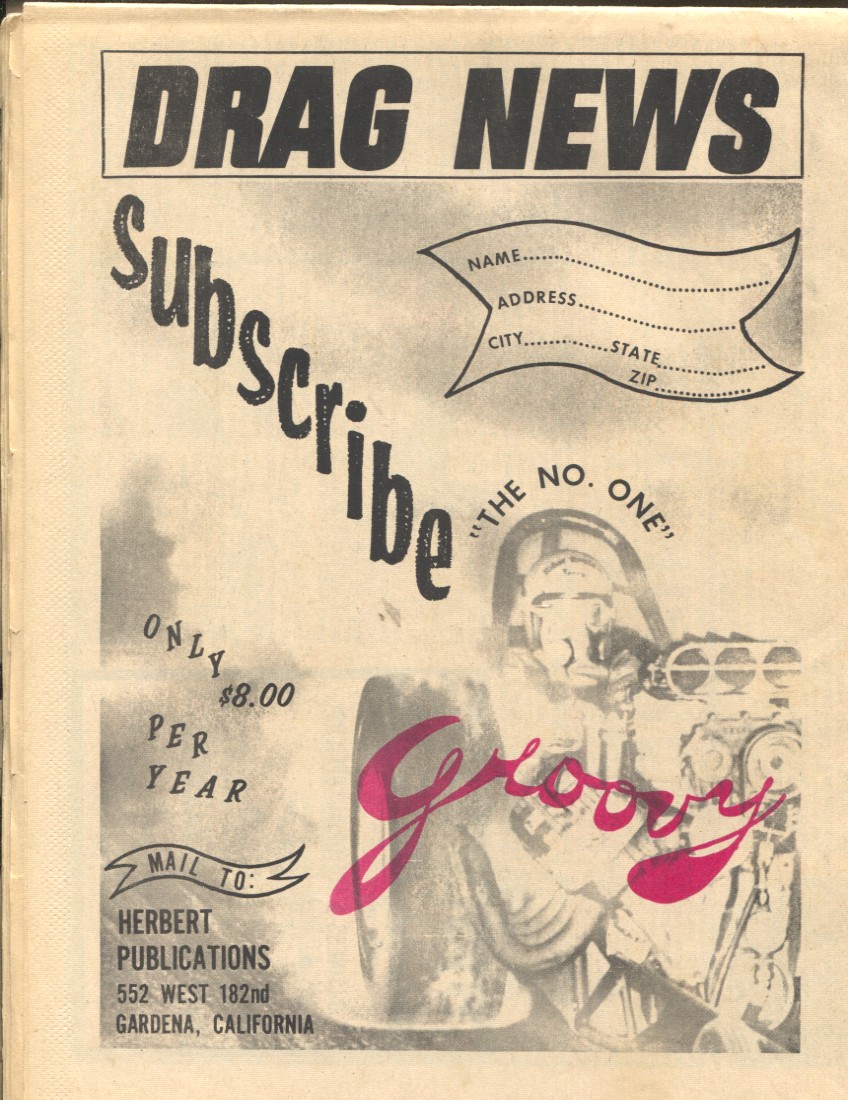 DRAG NEWS
Subscribe
NAME
ADDRESS
CITY STATE
ZIP
"THE NO. ONE"
ONLY
$8.00
PER
YEAR
groovy
MAIL TO:
HERBERT
PUBLICATIONS
552 WEST 182nd
GARDENA, CALIFORNIA